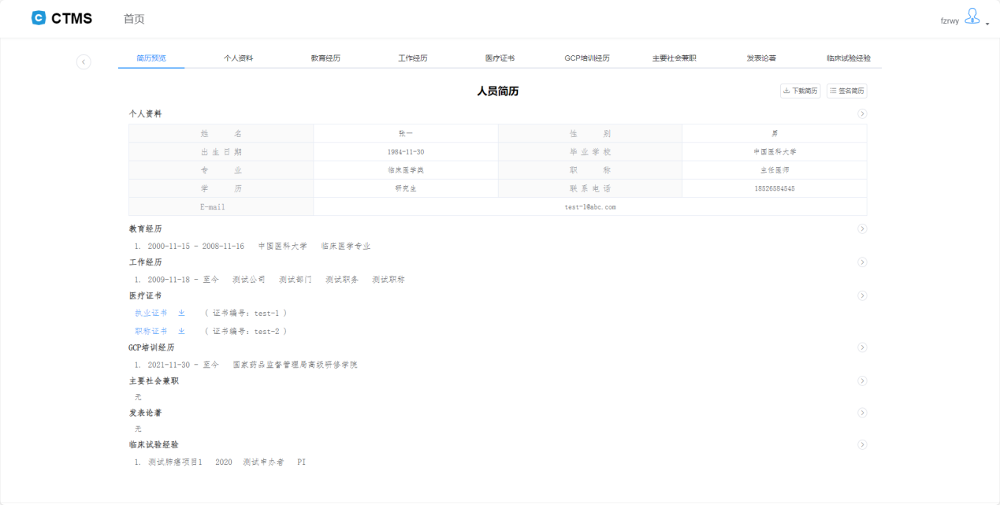 CTMS 首页 fzrwy
简历预览 个人资料 教育经历 工作经历 医疗证书 GCP培训经历 主要社会兼职 发表论著 临床试验经验
人员简历 下载简历 签名简历
个人资料
姓 名 张一 性 别 男
出生日期 1984-11-30 毕业学校 中国医科大学
专 业 临床医学类 职 称 主任医师
学 历 研究生 联系电话 18526584545
E-mail test-1@abc.com
教育经历
1. 2000-11-15 - 2008-11-16 中国医科大学 临床医学专业
工作经历
1. 2009-11-18 - 至今 测试公司 测试部门 测试职务 测试职称
医疗证书
执业证书 ( 证书编号: test-1 )
职称证书 ( 证书编号: test-2 )
GCP培训经历
1. 2021-11-30 - 至今 国家药品监督管理局高级研修学院
主要社会兼职
无
发表论著
无
临床试验经验
1. 测试肺癌项目1 2020 测试申办者 PI